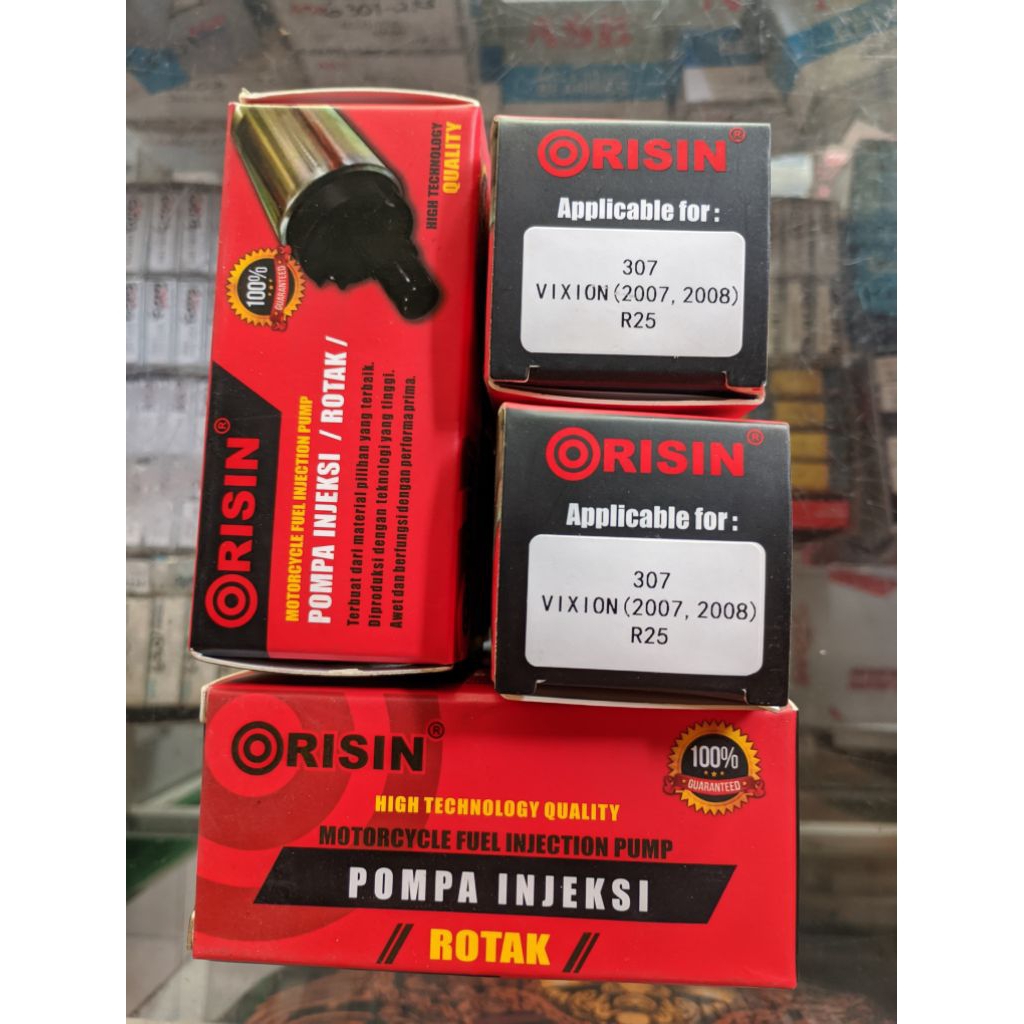 HIGH TECHNOLOGY
QUALITY
100%
GUARANTEED
ORISIN®
MOTORCYCLE FUEL INJECTION PUMP
POMPA INJEKSI / ROTAK /
Terbuat dari material pilihan yang terbaik.
Diproduksi dengan teknologi yang tinggi.
Awet dan berfungsi dengan performaprima.
ORISIN®
Applicable for :
307
VIXION(2007, 2008)
R25
ORISIN®
Applicable for :
307
VIXION(2007, 2008)
R25
ORISIN®
100%
GUARANTEED
HIGH TECHNOLOGY QUALITY
MOTORCYCLE FUEL INJECTION PUMP
POMPA INJEKSI
// ROTAK //